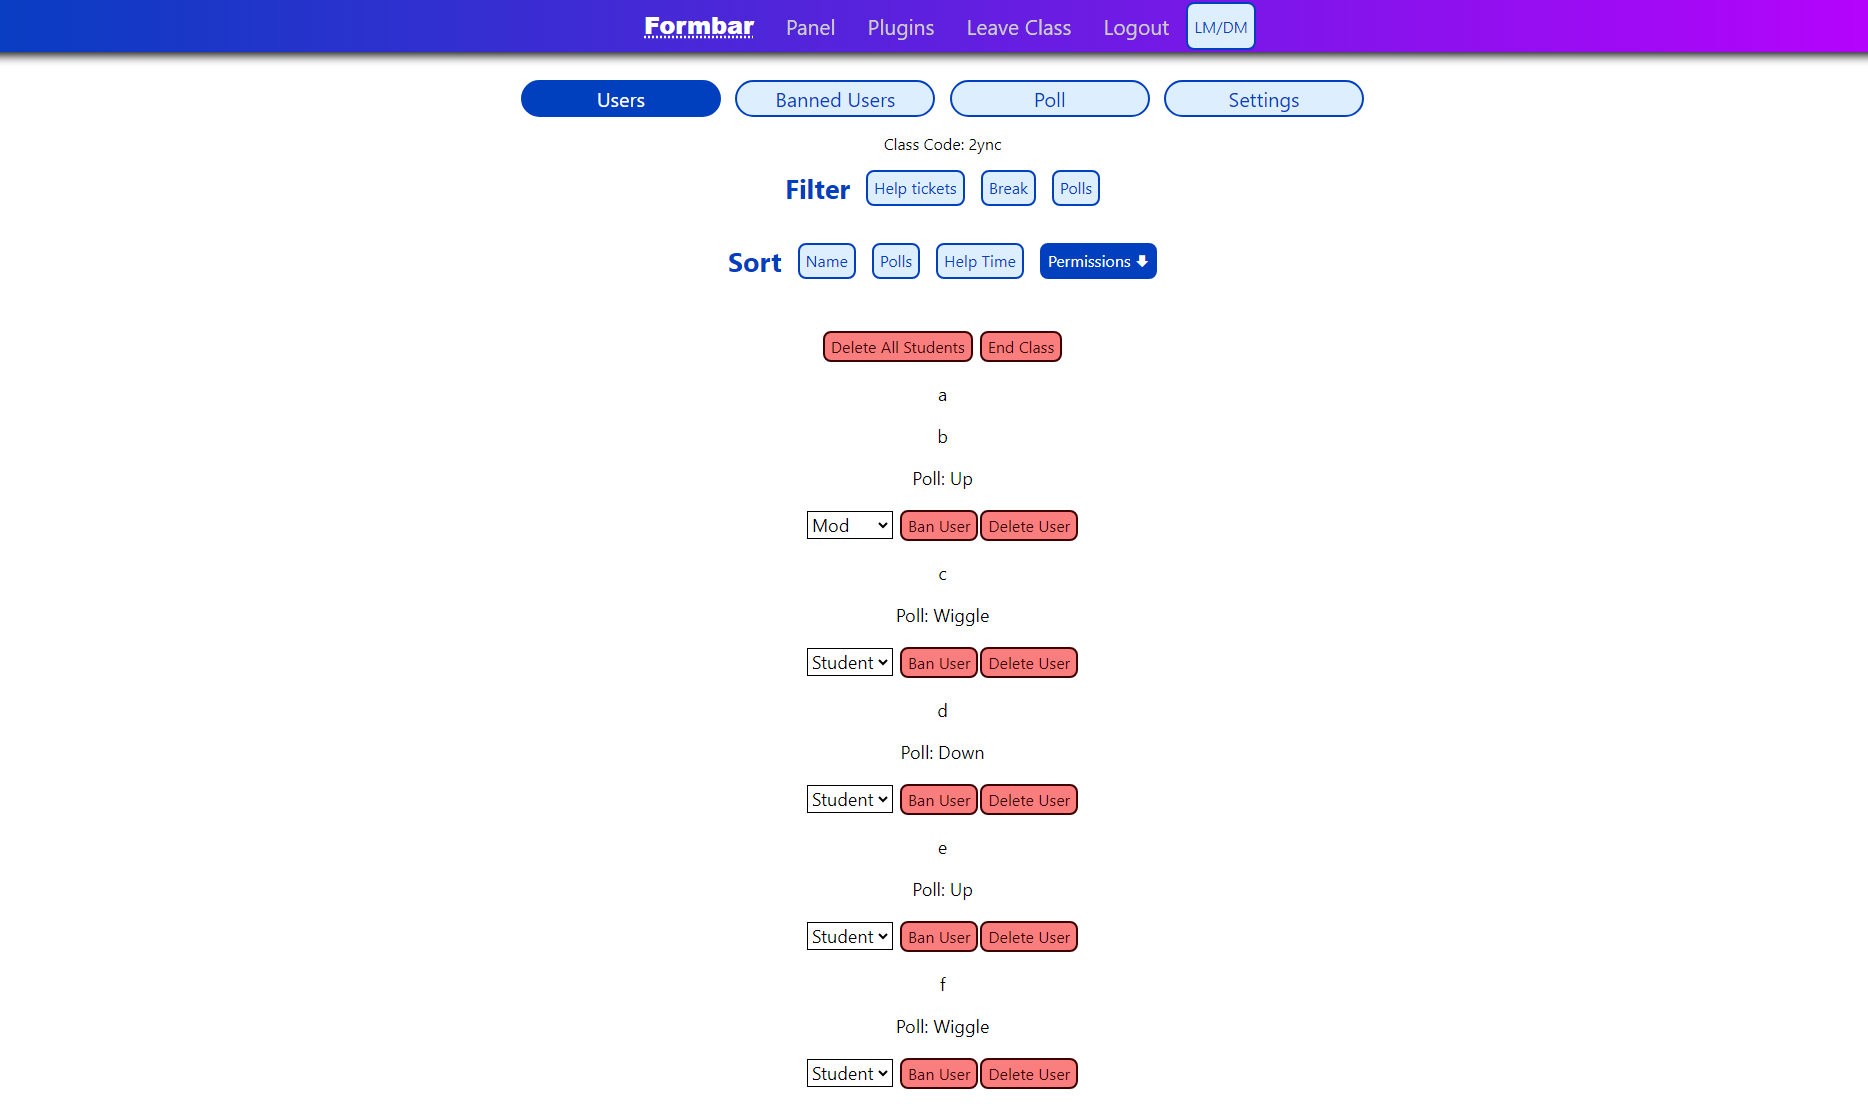 Formbar Panel Plugins Leave Class Logout LM/DM
Users Banned Users Poll Settings
Class Code: 2ync
Filter Help tickets Break Polls
Sort Name Polls Help Time Permissions
Delete All Students End Class
a
b
Poll: Up
Mod Ban User Delete User
c
Poll: Wiggle
Student Ban User Delete User
d
Poll: Down
Student Ban User Delete User
e
Poll: Up
Student Ban User Delete User
f
Poll: Wiggle
Student Ban User Delete User